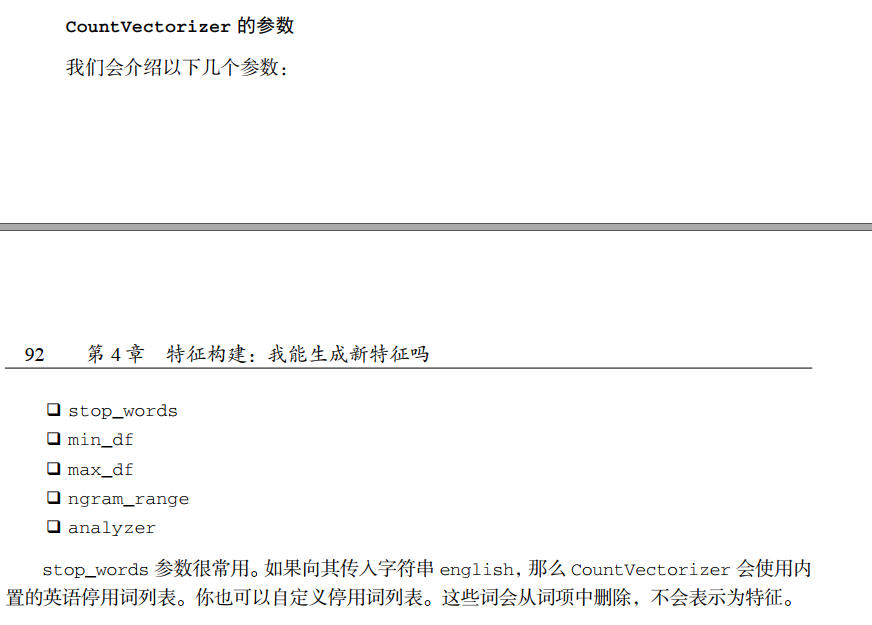 CountVectorizer 的参数
我们会介绍以下几个参数：
92 第 4 章 特征构建：我能生成新特征吗
❑ stop_words
❑ min_df
❑ max_df
❑ ngram_range
❑ analyzer
stop_words 参数很常用。如果向其传入字符串 english，那么 CountVectorizer 会使用内
置的英语停用词列表。你也可以自定义停用词列表。这些词会从词项中删除，不会表示为特征。